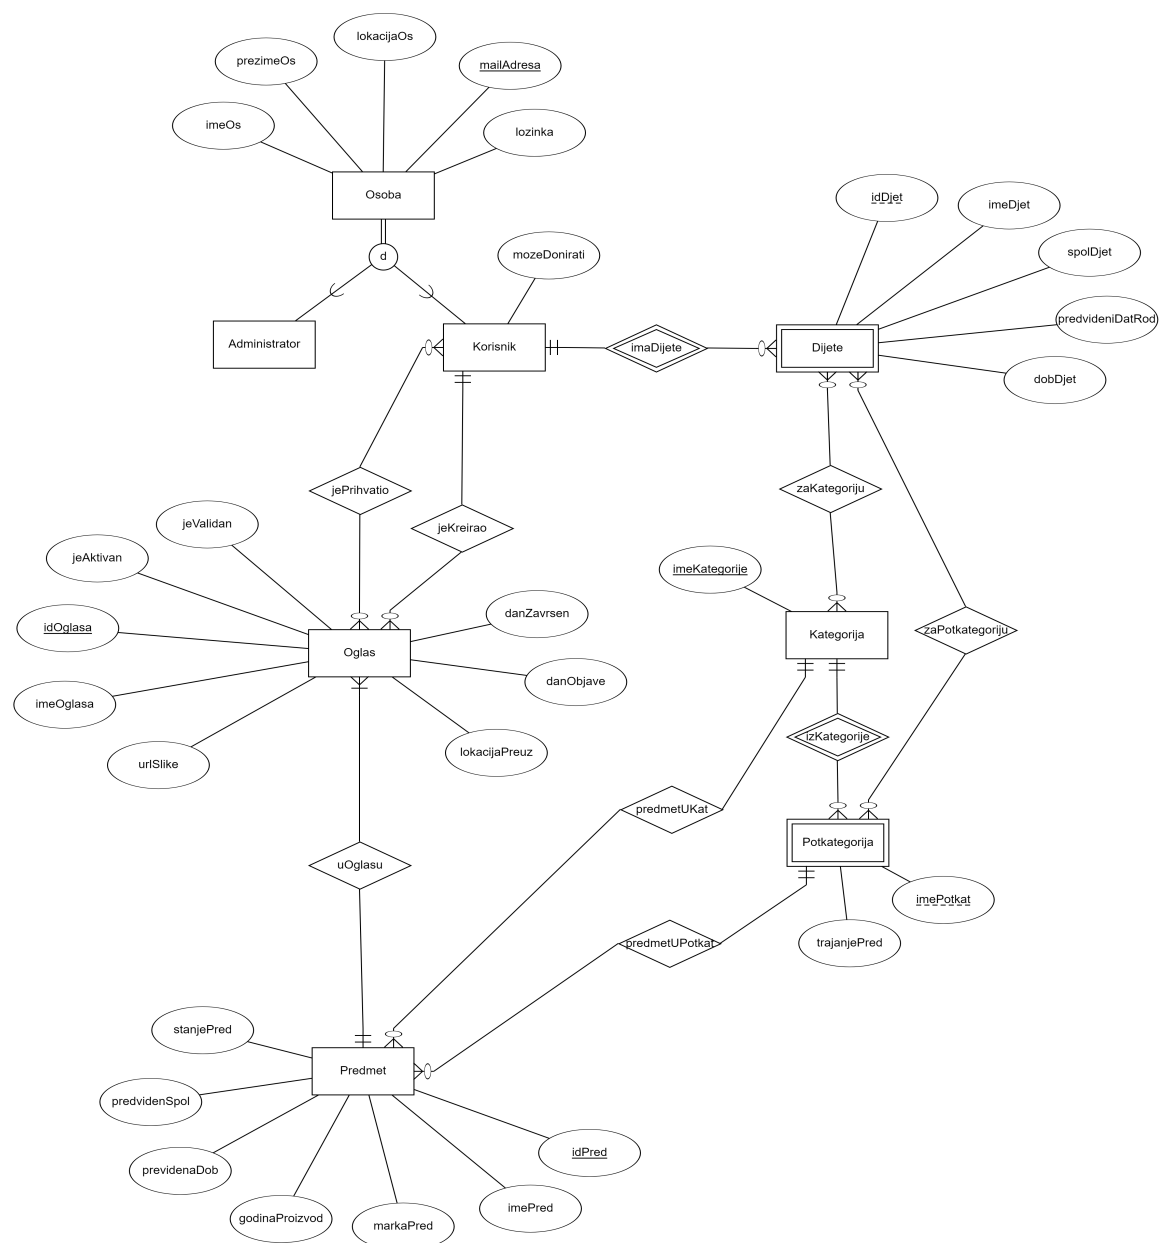 lokacijaOs
prezimeOs
mailAdresa
imeOs
lozinka
Osoba
idDjet
imeDjet
d
mozeDonirati
spolDjet
predvideniDatRod
Administrator
Korisnik
imaDijete
Dijete
dobDjet
jePrihvatio
zaKategoriju
jeValidan
jeKreirao
jeAktivan
imeKategorije
danZavrsen
idOglasa
zaPotkategoriju
Kategorija
Oglas
danObjave
imeOglasa
izKategorije
lokacijaPreuz
urlSlike
predmetUKat
Potkategorija
uOglasu
imePotkat
trajanjePred
predmetUPotkat
stanjePred
Predmet
predvidenSpol
idPred
previdenaDob
imePred
godinaProizvod
markaPred